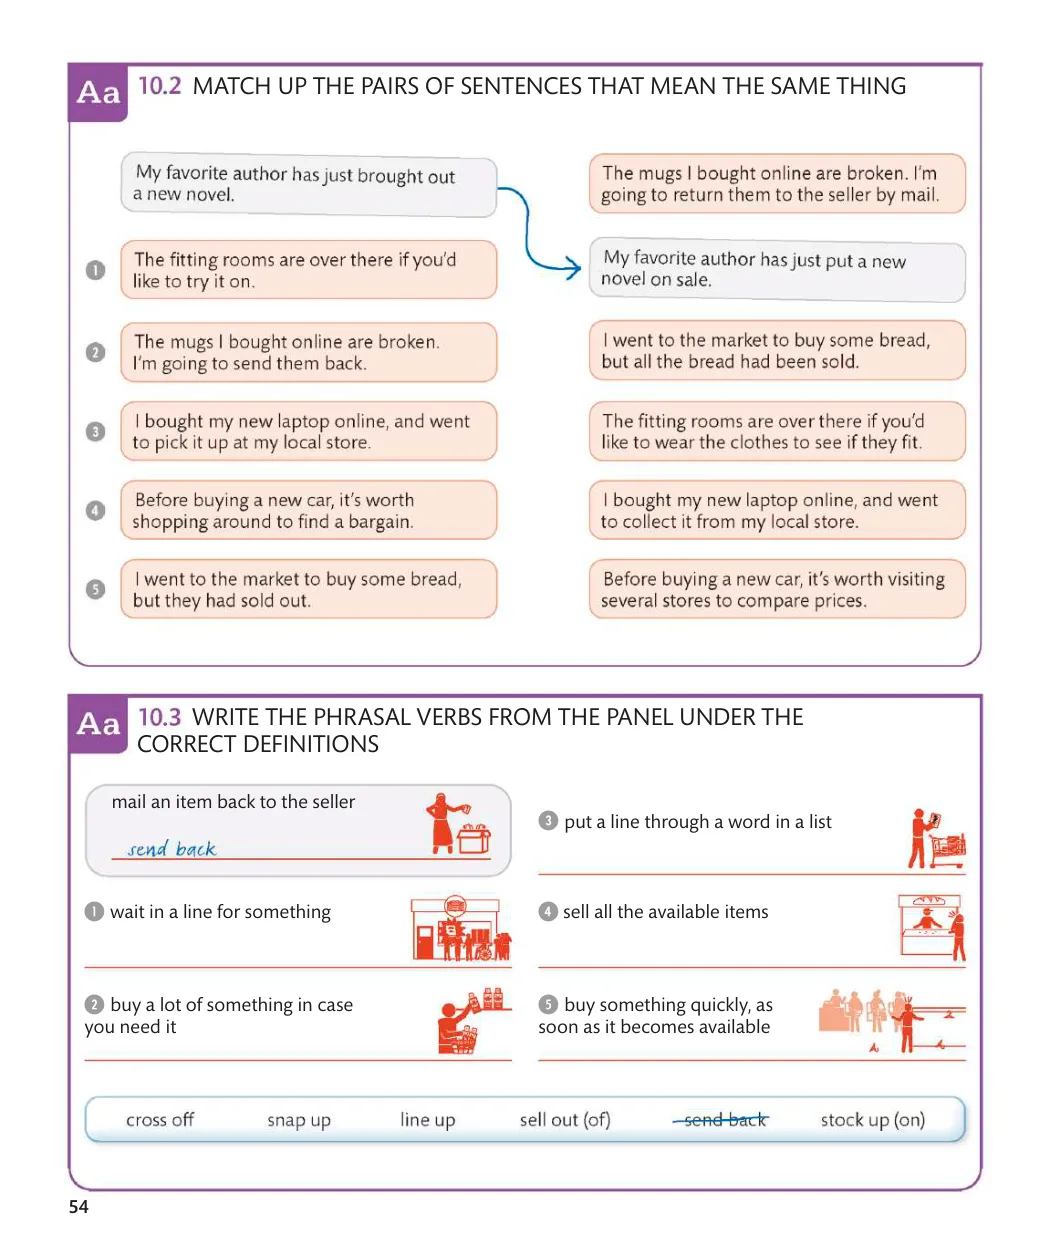 Aa
10.2 MATCH UP THE PAIRS OF SENTENCES THAT MEAN THE SAME THING
My favorite author has just brought out
a new novel.
The mugs I bought online are broken. I'm
going to return them to the seller by mail.
1 The fitting rooms are over there if you'd
like to try it on.
My favorite author has just put a new
novel on sale.
2 The mugs I bought online are broken.
I'm going to send them back.
I went to the market to buy some bread,
but all the bread had been sold.
3 I bought my new laptop online, and went
to pick it up at my local store.
The fitting rooms are over there if you'd
like to wear the clothes to see if they fit.
4 Before buying a new car, it's worth
shopping around to find a bargain.
I bought my new laptop online, and went
to collect it from my local store.
5 I went to the market to buy some bread,
but they had sold out.
Before buying a new car, it's worth visiting
several stores to compare prices.
Aa
10.3 WRITE THE PHRASAL VERBS FROM THE PANEL UNDER THE
CORRECT DEFINITIONS
mail an item back to the seller
send back
3 put a line through a word in a list
1 wait in a line for something
4 sell all the available items
2 buy a lot of something in case
you need it
5 buy something quickly, as
soon as it becomes available
cross off snap up line up sell out (of) send back stock up (on)
54